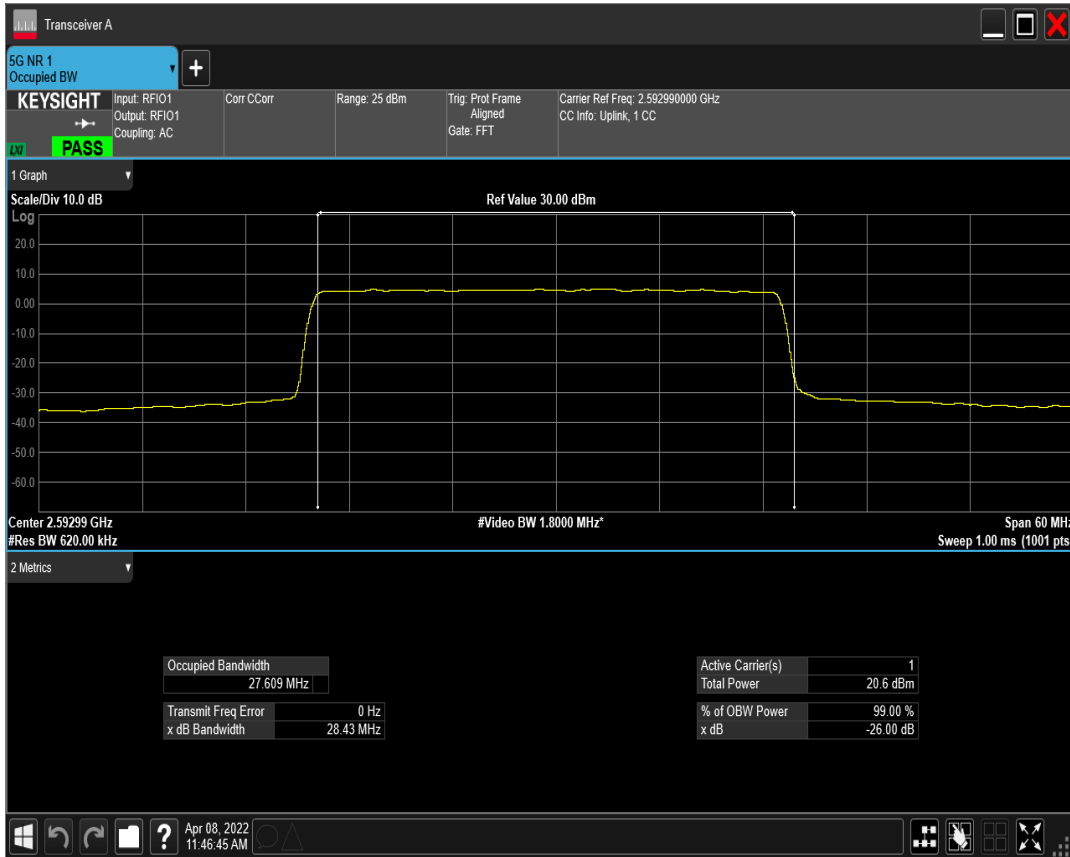 Transceiver A
5G NR 1
Occupied BW
KEYSIGHT
Input: RFIO1
Output: RFIO1
Coupling: AC
Corr CCorr
Range: 25 dBm
Trig: Prot Frame
Aligned
Gate: FFT
Carrier Ref Freq: 2.592990000 GHz
CC Info: Uplink, 1 CC
LXI
PASS
1 Graph
Scale/Div 10.0 dB
Ref Value 30.00 dBm
Log
20.0
10.0
0.00
-10.0
-20.0
-30.0
-40.0
-50.0
-60.0
Center 2.59299 GHz
#Video BW 1.8000 MHz*
Span 60 MHz
#Res BW 620.00 kHz
Sweep 1.00 ms (1001 pts
2 Metrics
Occupied Bandwidth
27.609 MHz
Transmit Freq Error 0 Hz
x dB Bandwidth 28.43 MHz
Active Carrier(s) 1
Total Power 20.6 dBm
% of OBW Power 99.00 %
x dB -26.00 dB
?
Apr 08, 2022
11:46:45 AM